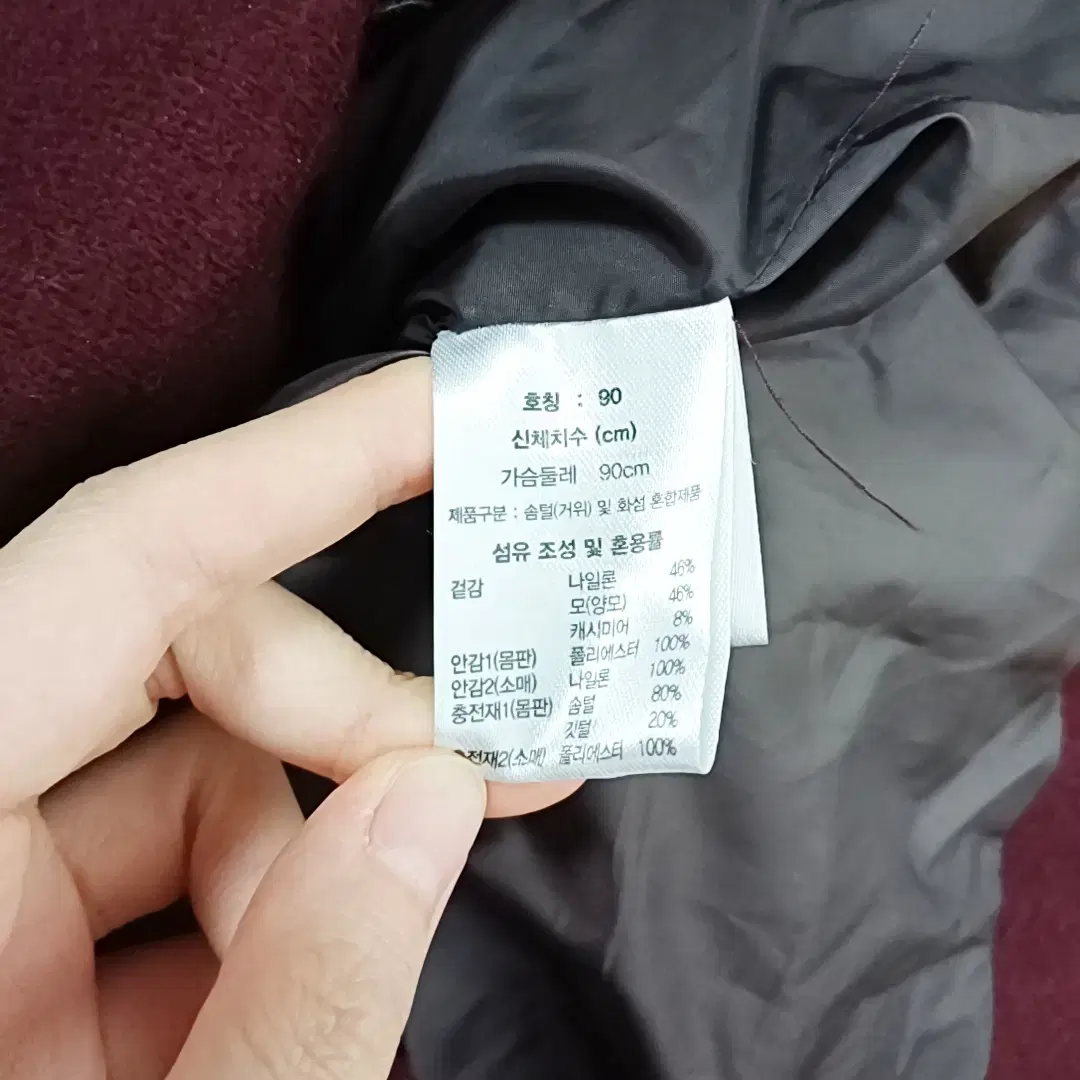 호칭 : 90
신체치수 (cm)
가슴둘레 90cm
제품구분 : 솜털(거위) 및 화섬 혼합제품
섬유 조성 및 혼용률
겉감 나일론 46%
모(양모) 46%
캐시미어 8%
안감1(몸판) 폴리에스터 100%
안감2(소매) 나일론 100%
충전재1(몸판) 솜털 80%
깃털 20%
전재2(소매) 폴리에스터 100%